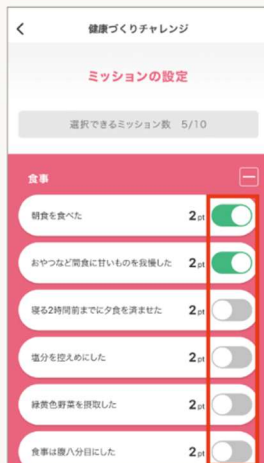 健康づくりチャレンジ
ミッションの設定
選択できるミッション数 5/10
食事
朝食を食べた 2pt
おやつなど間食に甘いものを我慢した 2pt
寝る2時間前までに夕食を済ませた 2pt
塩分を控えめにした 2pt
緑黄色野菜を摂取した 2pt
食事は腹八分目にした 2pt